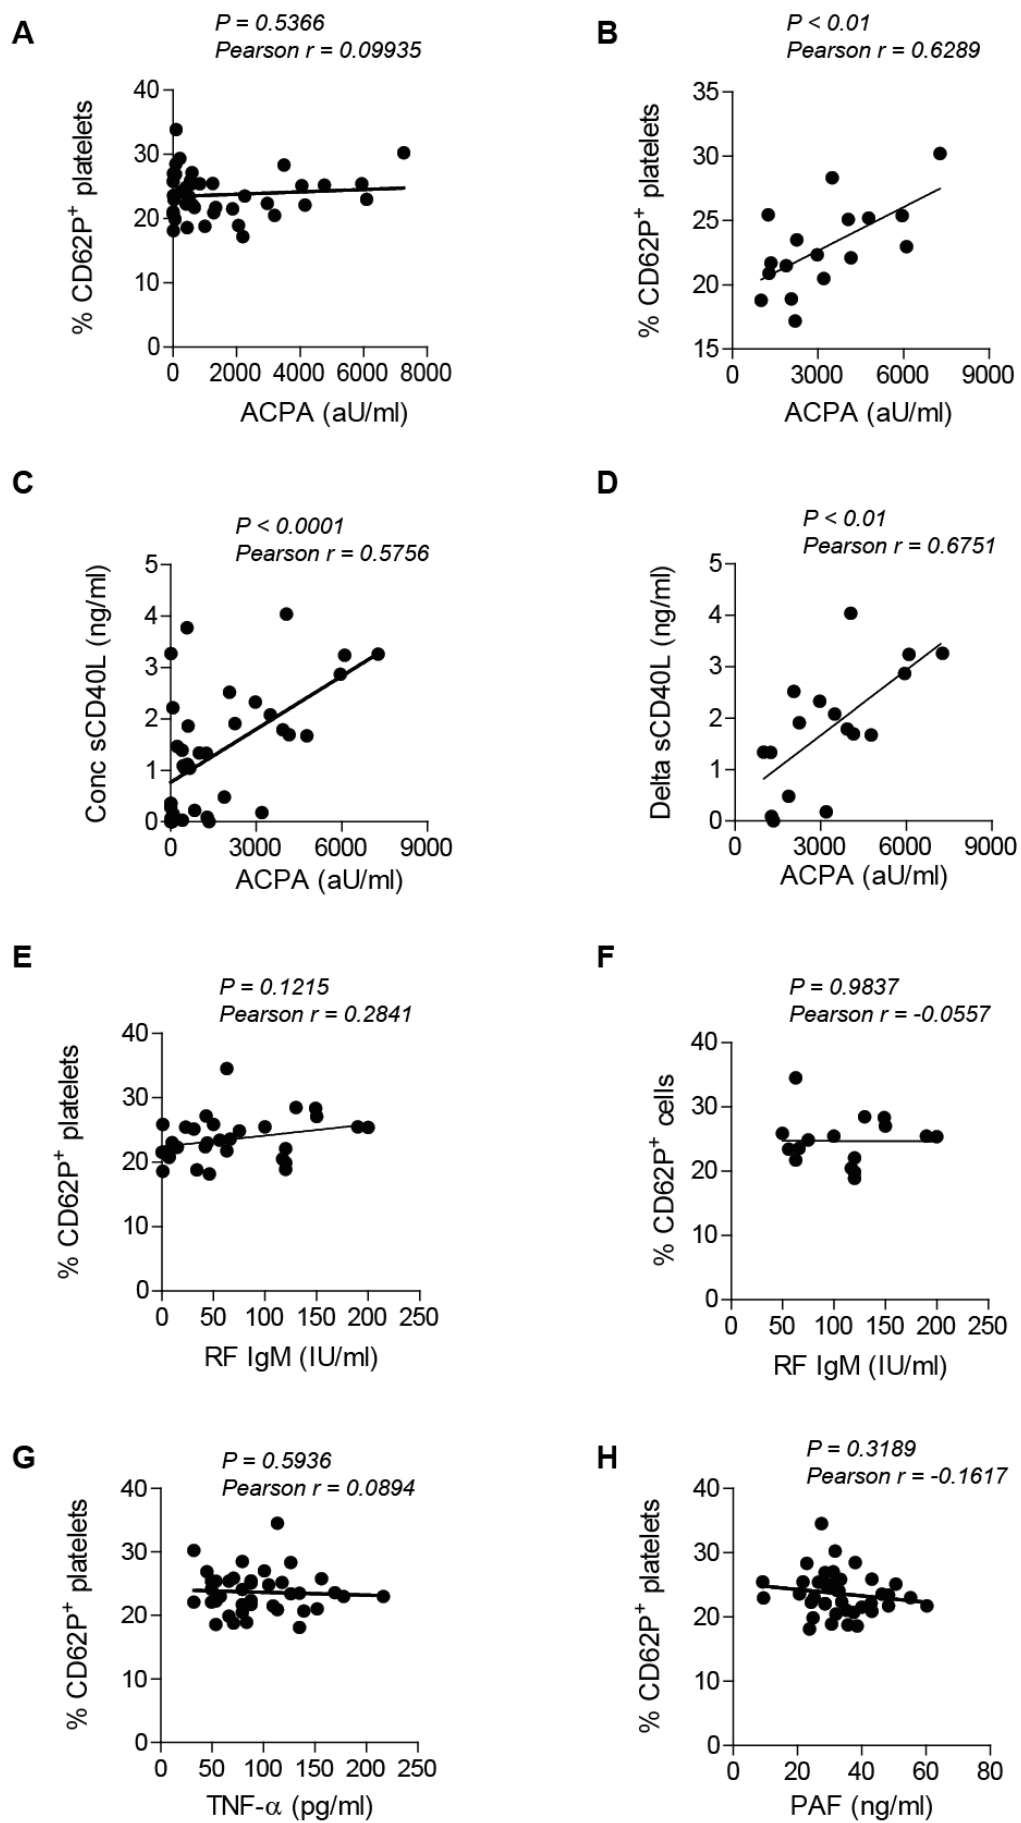 A
P = 0.5366
Pearson r = 0.09935
% CD62P+ platelets
40
30
20
10
0
0 2000 4000 6000 8000
ACPA (aU/ml)
B
P < 0.01
Pearson r = 0.6289
% CD62P+ platelets
35
30
25
20
15
0 3000 6000 9000
ACPA (aU/ml)
C
P < 0.0001
Pearson r = 0.5756
Conc sCD40L (ng/ml)
5
4
3
2
1
0
0 3000 6000 9000
ACPA (aU/ml)
D
P < 0.01
Pearson r = 0.6751
Delta sCD40L (ng/ml)
5
4
3
2
1
0
0 3000 6000 9000
ACPA (aU/ml)
E
P = 0.1215
Pearson r = 0.2841
% CD62P+ platelets
40
30
20
10
0
0 50 100 150 200 250
RF IgM (IU/ml)
F
P = 0.9837
Pearson r = -0.0557
% CD62P+ cells
40
30
20
10
0
0 50 100 150 200 250
RF IgM (IU/ml)
G
P = 0.5936
Pearson r = 0.0894
% CD62P+ platelets
40
30
20
10
0
0 50 100 150 200 250
TNF-α (pg/ml)
H
P = 0.3189
Pearson r = -0.1617
% CD62P+ platelets
40
30
20
10
0
0 20 40 60 80
PAF (ng/ml)